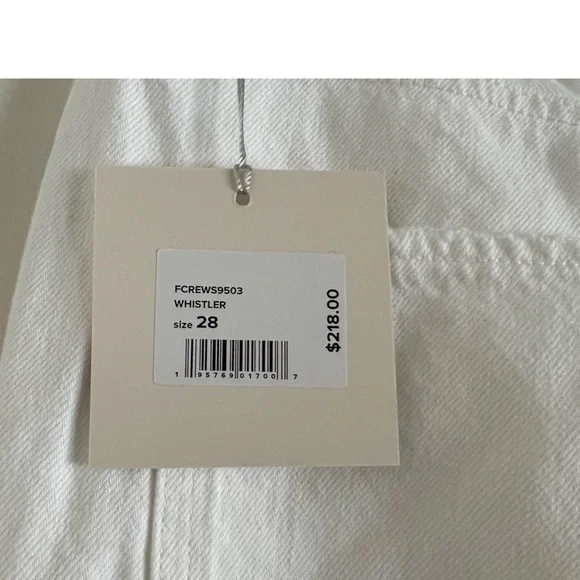 FCREWS9503
WHISTLER
size 28
$218.00
1 95769 01700 7